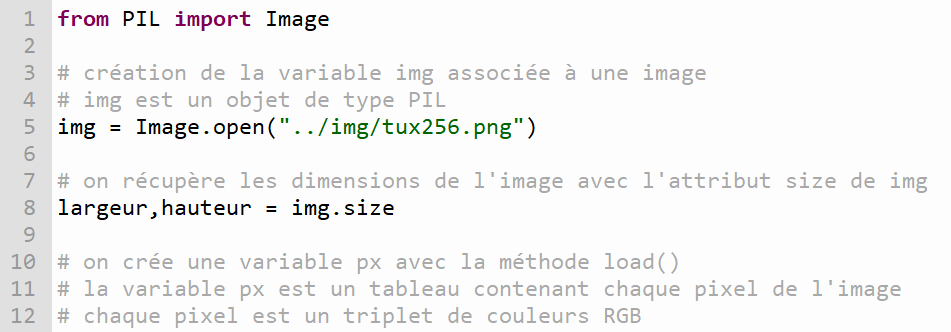 1 from PIL import Image
2
3 # création de la variable img associée à une image
4 # img est un objet de type PIL
5 img = Image.open("../img/tux256.png")
6
7 # on récupère les dimensions de l'image avec l'attribut size de img
8 largeur,hauteur = img.size
9
10 # on crée une variable px avec la méthode load()
11 # la variable px est un tableau contenant chaque pixel de l'image
12 # chaque pixel est un triplet de couleurs RGB